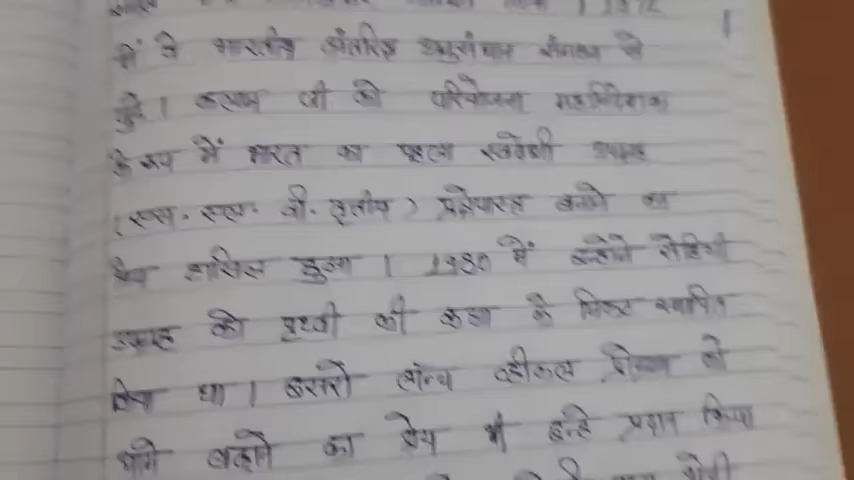 में वे भारतीय अंतरिक्ष अनुसंधान संगठन से
जुड़े । कलाम जी को परियोजना महानिदेशक
के रूप में भारत का पहला स्वदेशी उपग्रह
( एस. एल. वी. तृतीय ) प्रक्षेपास्त्र बनाने का
श्रेय हासिल हुआ । 1980 में इन्होंने रोहिणी
उपग्रह को पृथ्वी की कक्षा के निकट स्थापित
किया था । इसरो लॉन्च व्हीकल प्रोग्राम को
आगे बढ़ाने का श्रेय भी इन्हें प्रदान किया